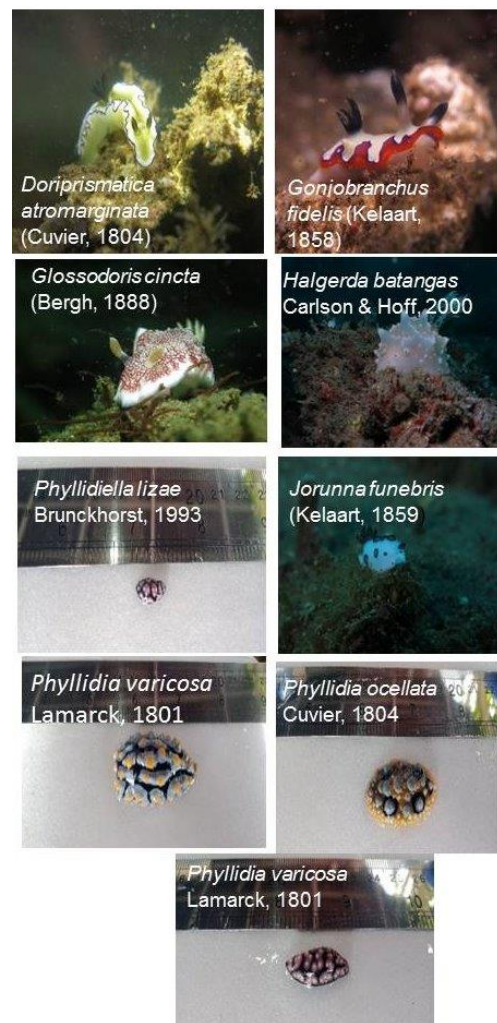 Doriprismatica
atromarginata
(Cuvier, 1804)
Goniobranchus
fidelis (Kelaart,
1858)
Glossodoris cincta
(Bergh, 1888)
Halgerda batangas
Carlson & Hoff, 2000
Phyllidiella lizae
Brunckhorst, 1993
Jorunna funebris
(Kelaart, 1859)
Phyllidia varicosa
Lamarck, 1801
Phyllidia ocellata
Cuvier, 1804
Phyllidia varicosa
Lamarck, 1801